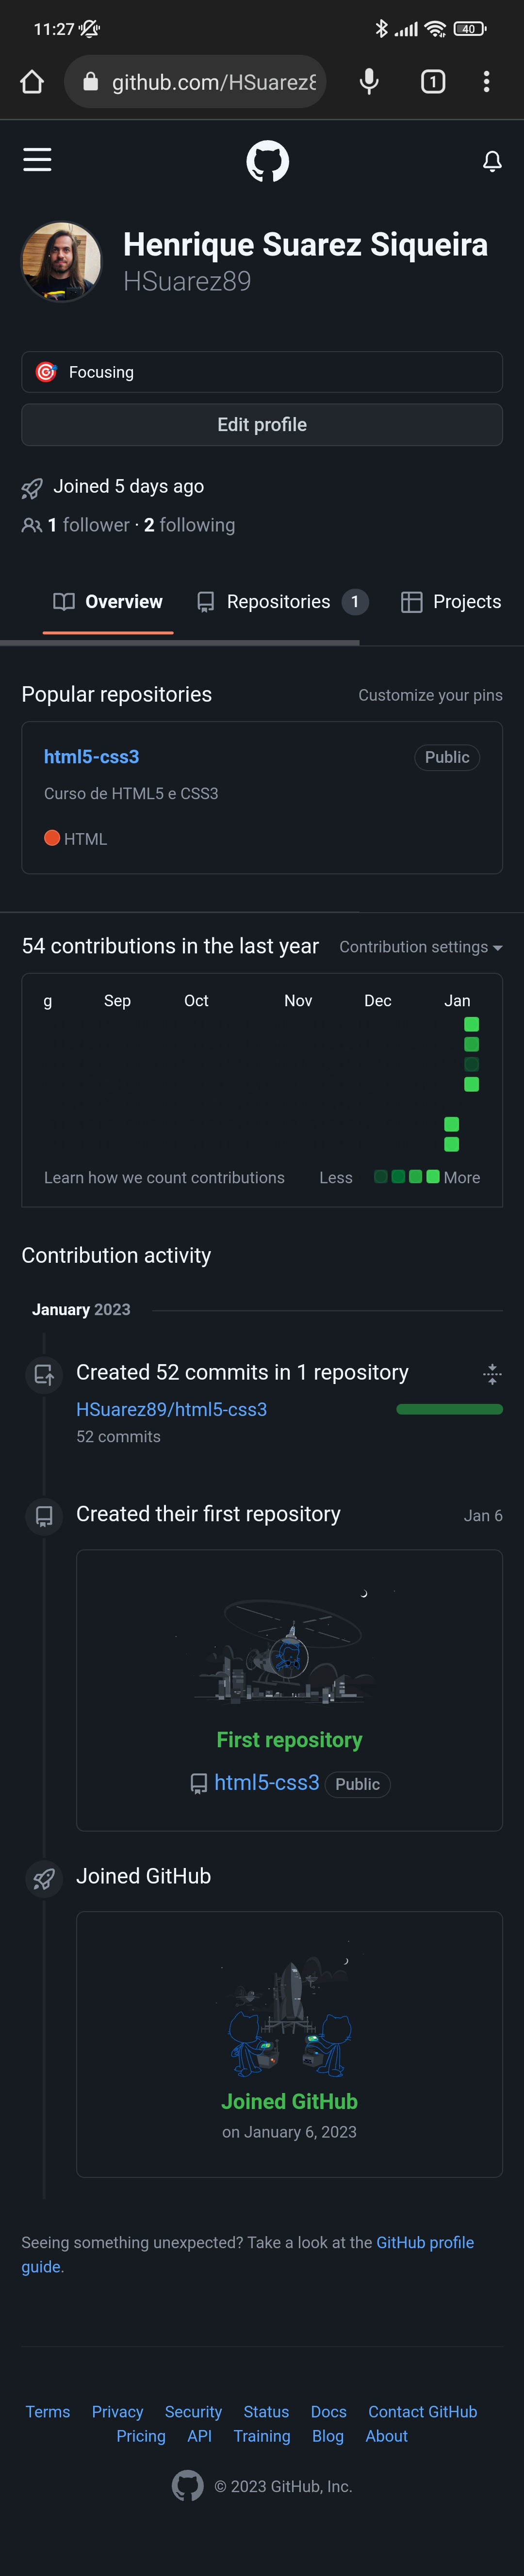 11:27
40
github.com/HSuarez8
1
Henrique Suarez Siqueira
HSuarez89
Focusing
Edit profile
Joined 5 days ago
1 follower · 2 following
Overview Repositories 1 Projects
Popular repositories Customize your pins
html5-css3 Public
Curso de HTML5 e CSS3
HTML
54 contributions in the last year Contribution settings
g Sep Oct Nov Dec Jan
Learn how we count contributions Less More
Contribution activity
January 2023
Created 52 commits in 1 repository
HSuarez89/html5-css3
52 commits
Created their first repository Jan 6
First repository
html5-css3 Public
Joined GitHub
Joined GitHub
on January 6, 2023
Seeing something unexpected? Take a look at the GitHub profile
guide.
Terms Privacy Security Status Docs Contact GitHub
Pricing API Training Blog About
© 2023 GitHub, Inc.